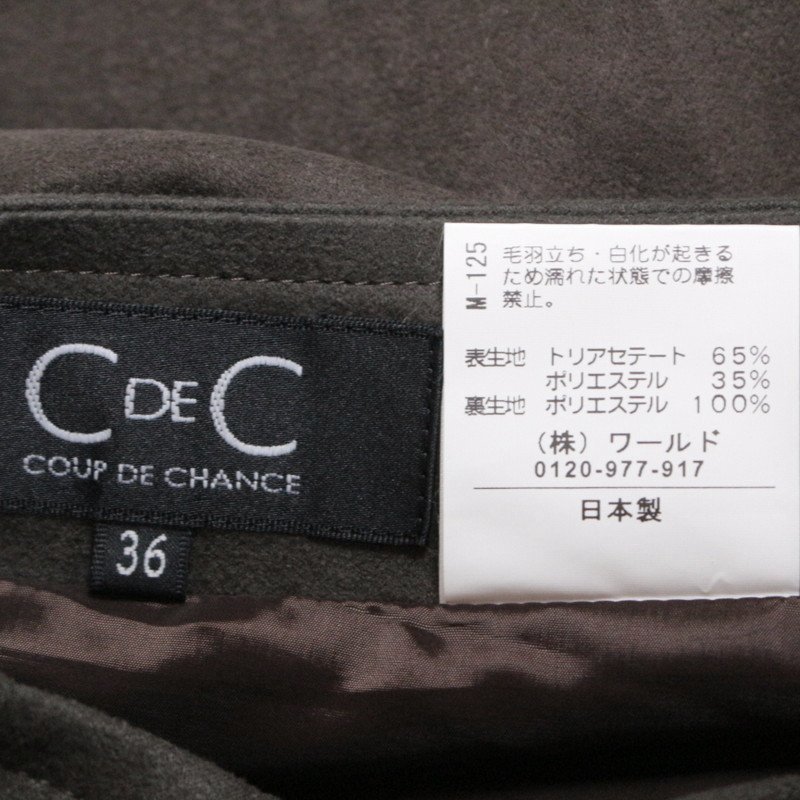 C DE C
COUP DE CHANCE
36
M-125
毛羽立ち・白化が起きる
ため濡れた状態での摩擦
禁止。
表生地 トリアセテート 65%
ポリエステル 35%
裏生地 ポリエステル 100%
(株) ワールド
0120-977-917
日本製